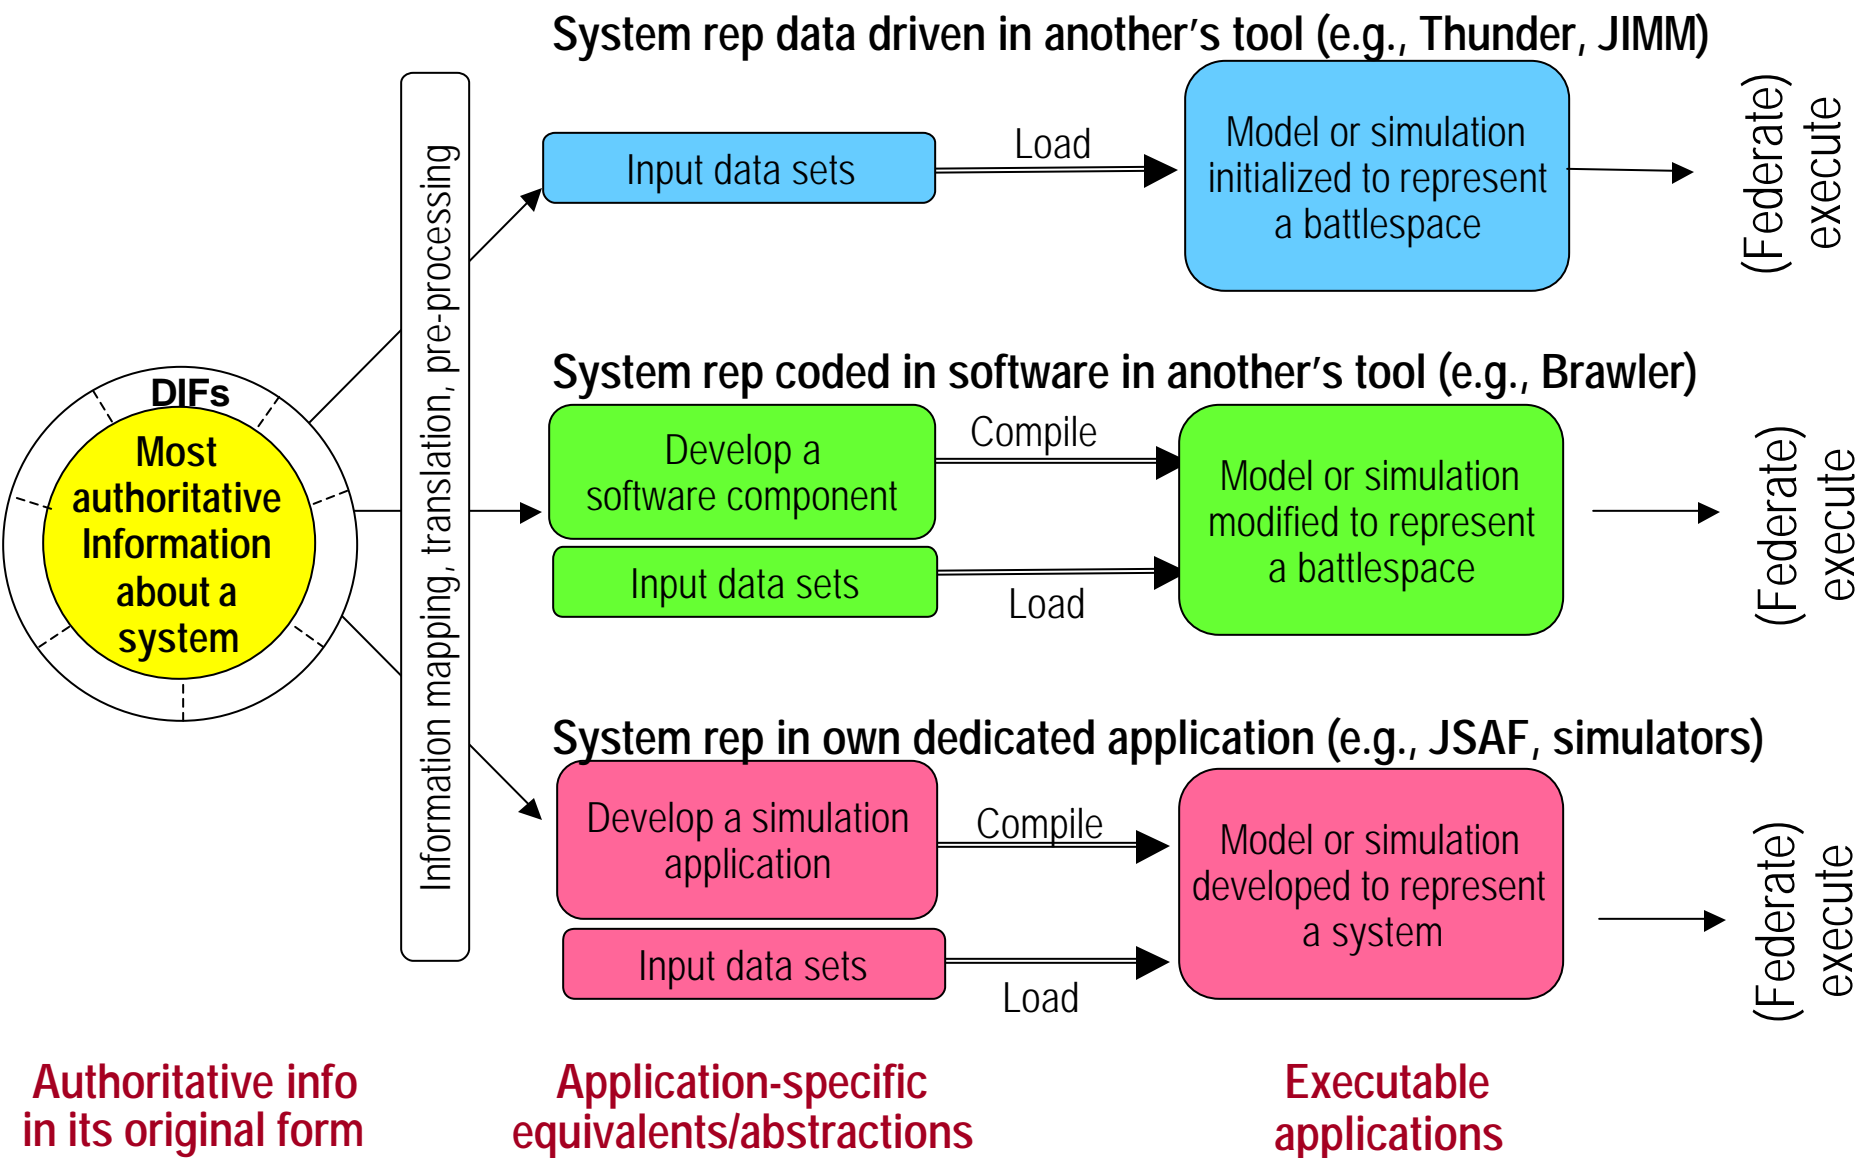 System rep data driven in another’s tool (e.g., Thunder, JIMM)
Input data sets
Load
Model or simulation
initialized to represent
a battlespace
(Federate)
execute
Information mapping, translation, pre-processing
DIFs
Most
authoritative
Information
about a
system
System rep coded in software in another’s tool (e.g., Brawler)
Develop a
software component
Compile
Input data sets
Load
Model or simulation
modified to represent
a battlespace
(Federate)
execute
System rep in own dedicated application (e.g., JSAF, simulators)
Develop a simulation
application
Compile
Input data sets
Load
Model or simulation
developed to represent
a system
(Federate)
execute
Authoritative info
in its original form
Application-specific
equivalents/abstractions
Executable
applications